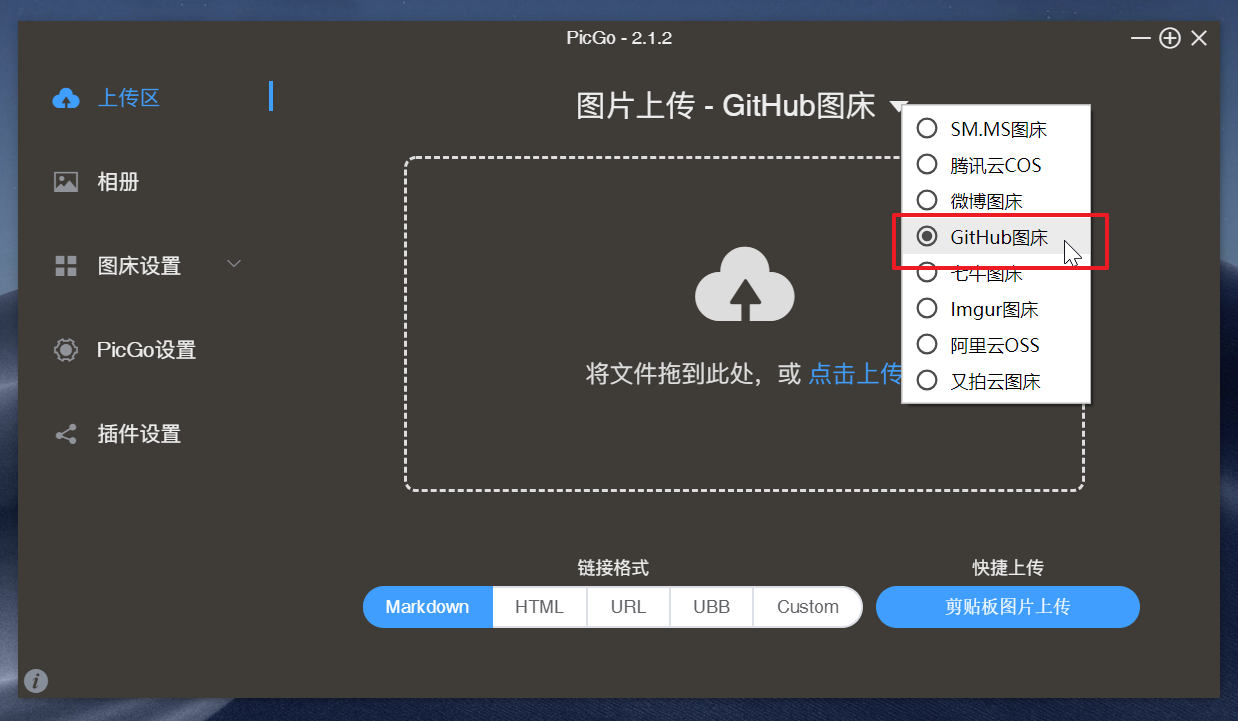 PicGo - 2.1.2
上传区
相册
图床设置
PicGo设置
插件设置
图片上传 - GitHub图床
SM.MS图床
腾讯云COS
微博图床
GitHub图床
七牛图床
Imgur图床
阿里云OSS
又拍云图床
将文件拖到此处，或 点击上传
链接格式
Markdown HTML URL UBB Custom
快捷上传
剪贴板图片上传
i